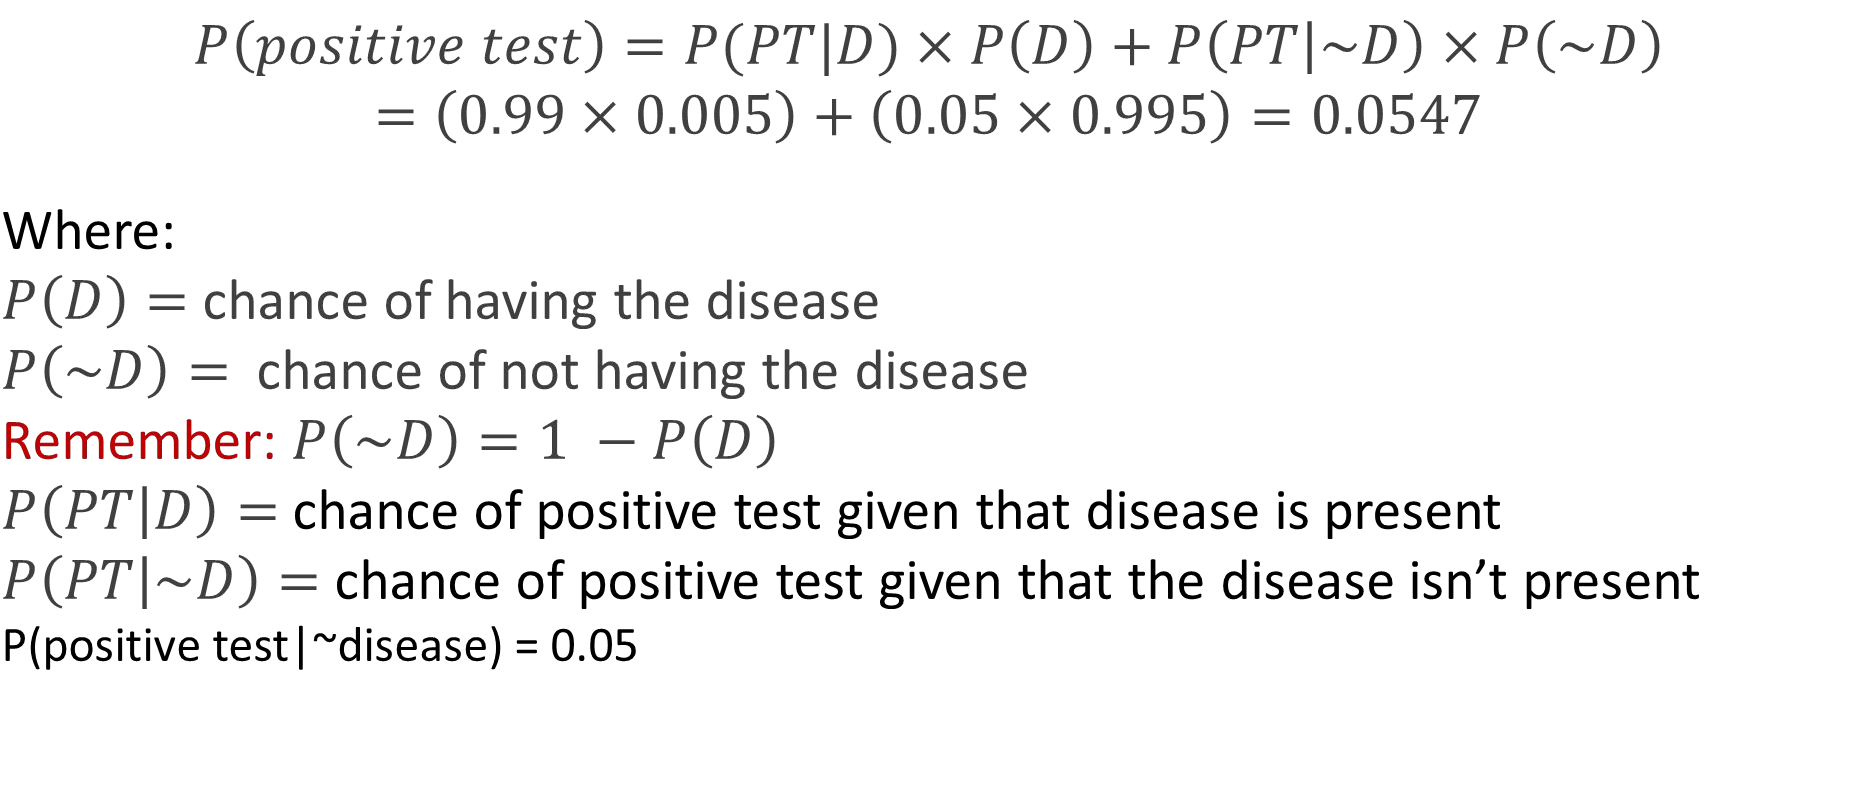 P(positive test) = P(PT|D) × P(D) + P(PT|~D) × P(~D)
= (0.99 × 0.005) + (0.05 × 0.995) = 0.0547
Where:
P(D) = chance of having the disease
P(~D) = chance of not having the disease
Remember: P(~D) = 1 − P(D)
P(PT|D) = chance of positive test given that disease is present
P(PT|~D) = chance of positive test given that the disease isn’t present
P(positive test|~disease) = 0.05